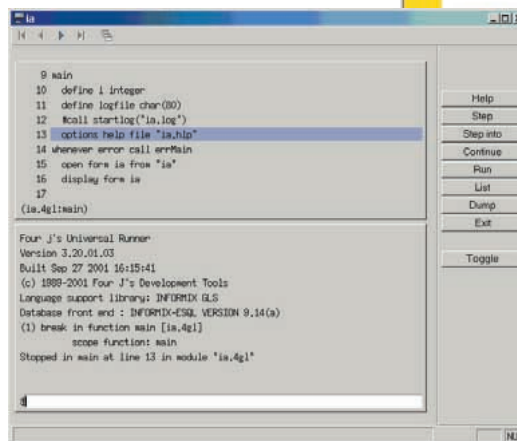 ia
9 main
10 define i integer
11 define logfile char(80)
12 #call startlog("ia.log")
13 options help file "ia.hlp"
14 whenever error call errMain
15 open form ia from "ia"
16 display form ia
17
(ia.4gl:main)
Four j's Universal Runner
Version 3.20.01.03
Built Sep 27 2001 16:15:41
(c) 1989-2001 Four J's Development Tools
Language support library: INFORMIX GLS
Database front end : INFORMIX-ESQL VERSION 9.14(a)
(1) break in function main [ia.4gl]
scope function: main
Stopped in main at line 13 in module "ia.4gl"
Help
Step
Step into
Continue
Run
List
Dump
Exit
Toggle